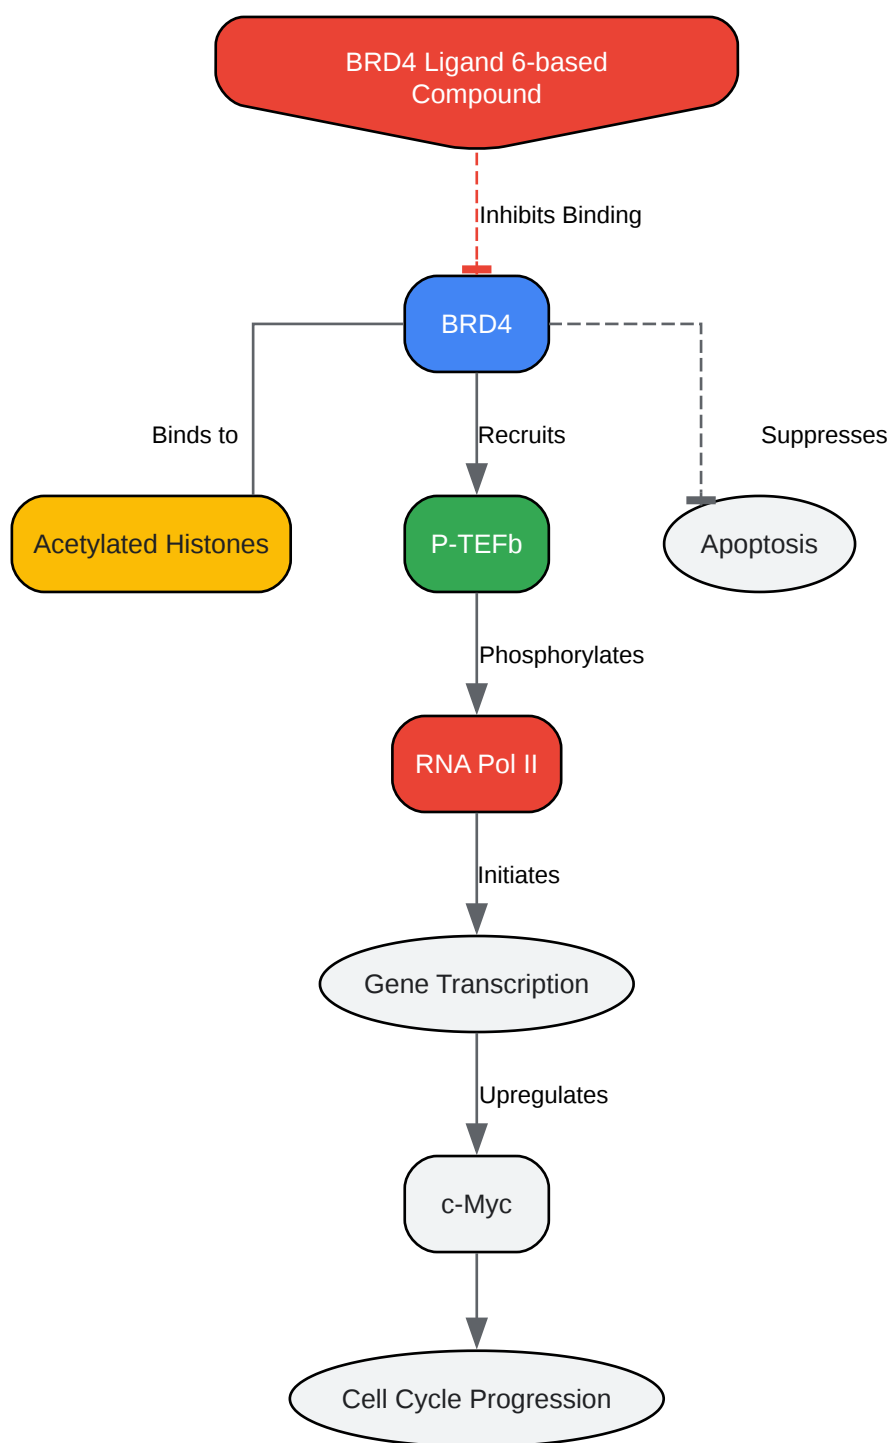 BRD4 Ligand 6-based
Compound
Inhibits Binding
BRD4
Binds to
Recruits
Suppresses
Acetylated Histones
P-TEFb
Apoptosis
Phosphorylates
RNA Pol II
Initiates
Gene Transcription
Upregulates
c-Myc
Cell Cycle Progression